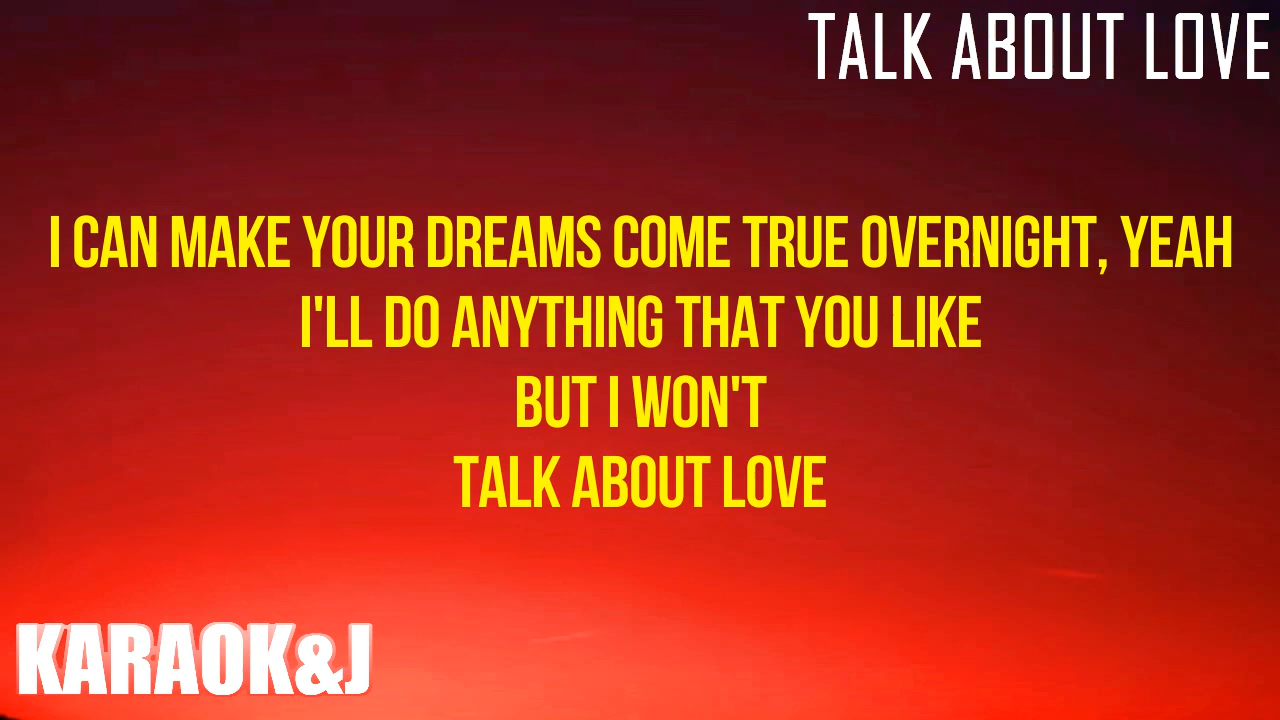 TALK ABOUT LOVE
I CAN MAKE YOUR DREAMS COME TRUE OVERNIGHT, YEAH
I'LL DO ANYTHING THAT YOU LIKE
BUT I WON'T
TALK ABOUT LOVE
KARAOK&J